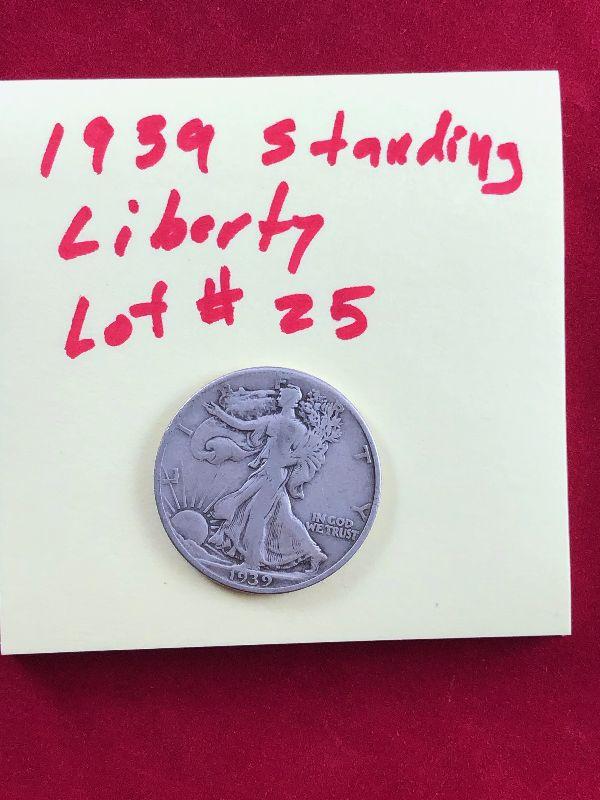 1939 Standing
Liberty
Lot # 25
LIBERTY
IN GOD
WE TRUST
1939